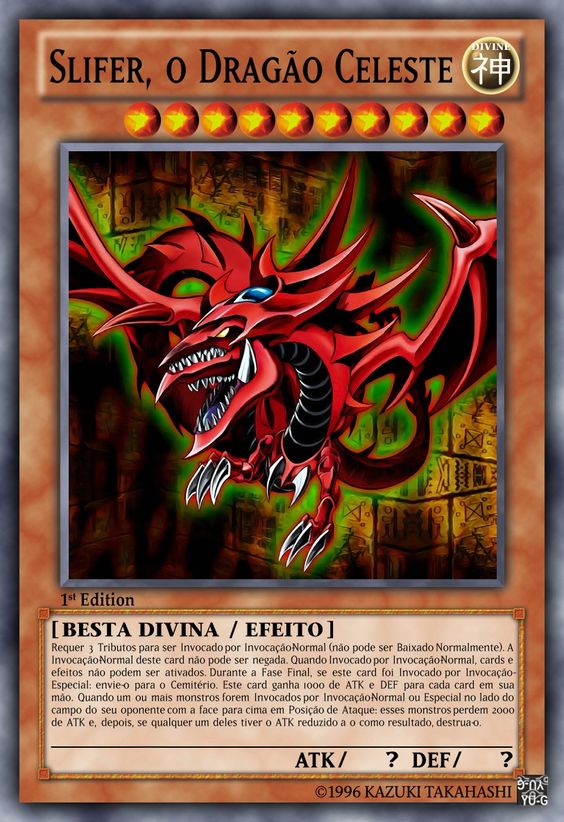 SLIFER, O DRAGÃO CELESTE
DIVINE
神
1st Edition
[ BESTA DIVINA / EFEITO ]
Requer 3 Tributos para ser Invocado por Invocação-Normal (não pode ser Baixado Normalmente). A
Invocação-Normal deste card não pode ser negada. Quando Invocado por Invocação-Normal, cards e
efeitos não podem ser ativados. Durante a Fase Final, se este card foi Invocado por Invocação-
Especial: envie-o para o Cemitério. Este card ganha 1000 de ATK e DEF para cada card em sua
mão. Quando um ou mais monstros forem Invocados por Invocação-Normal ou Especial no lado do
campo do seu oponente com a face para cima em Posição de Ataque: esses monstros perdem 2000
de ATK e, depois, se qualquer um deles tiver o ATK reduzido a 0 como resultado, destrua-o.
ATK/ ? DEF/ ?
©1996 KAZUKI TAKAHASHI